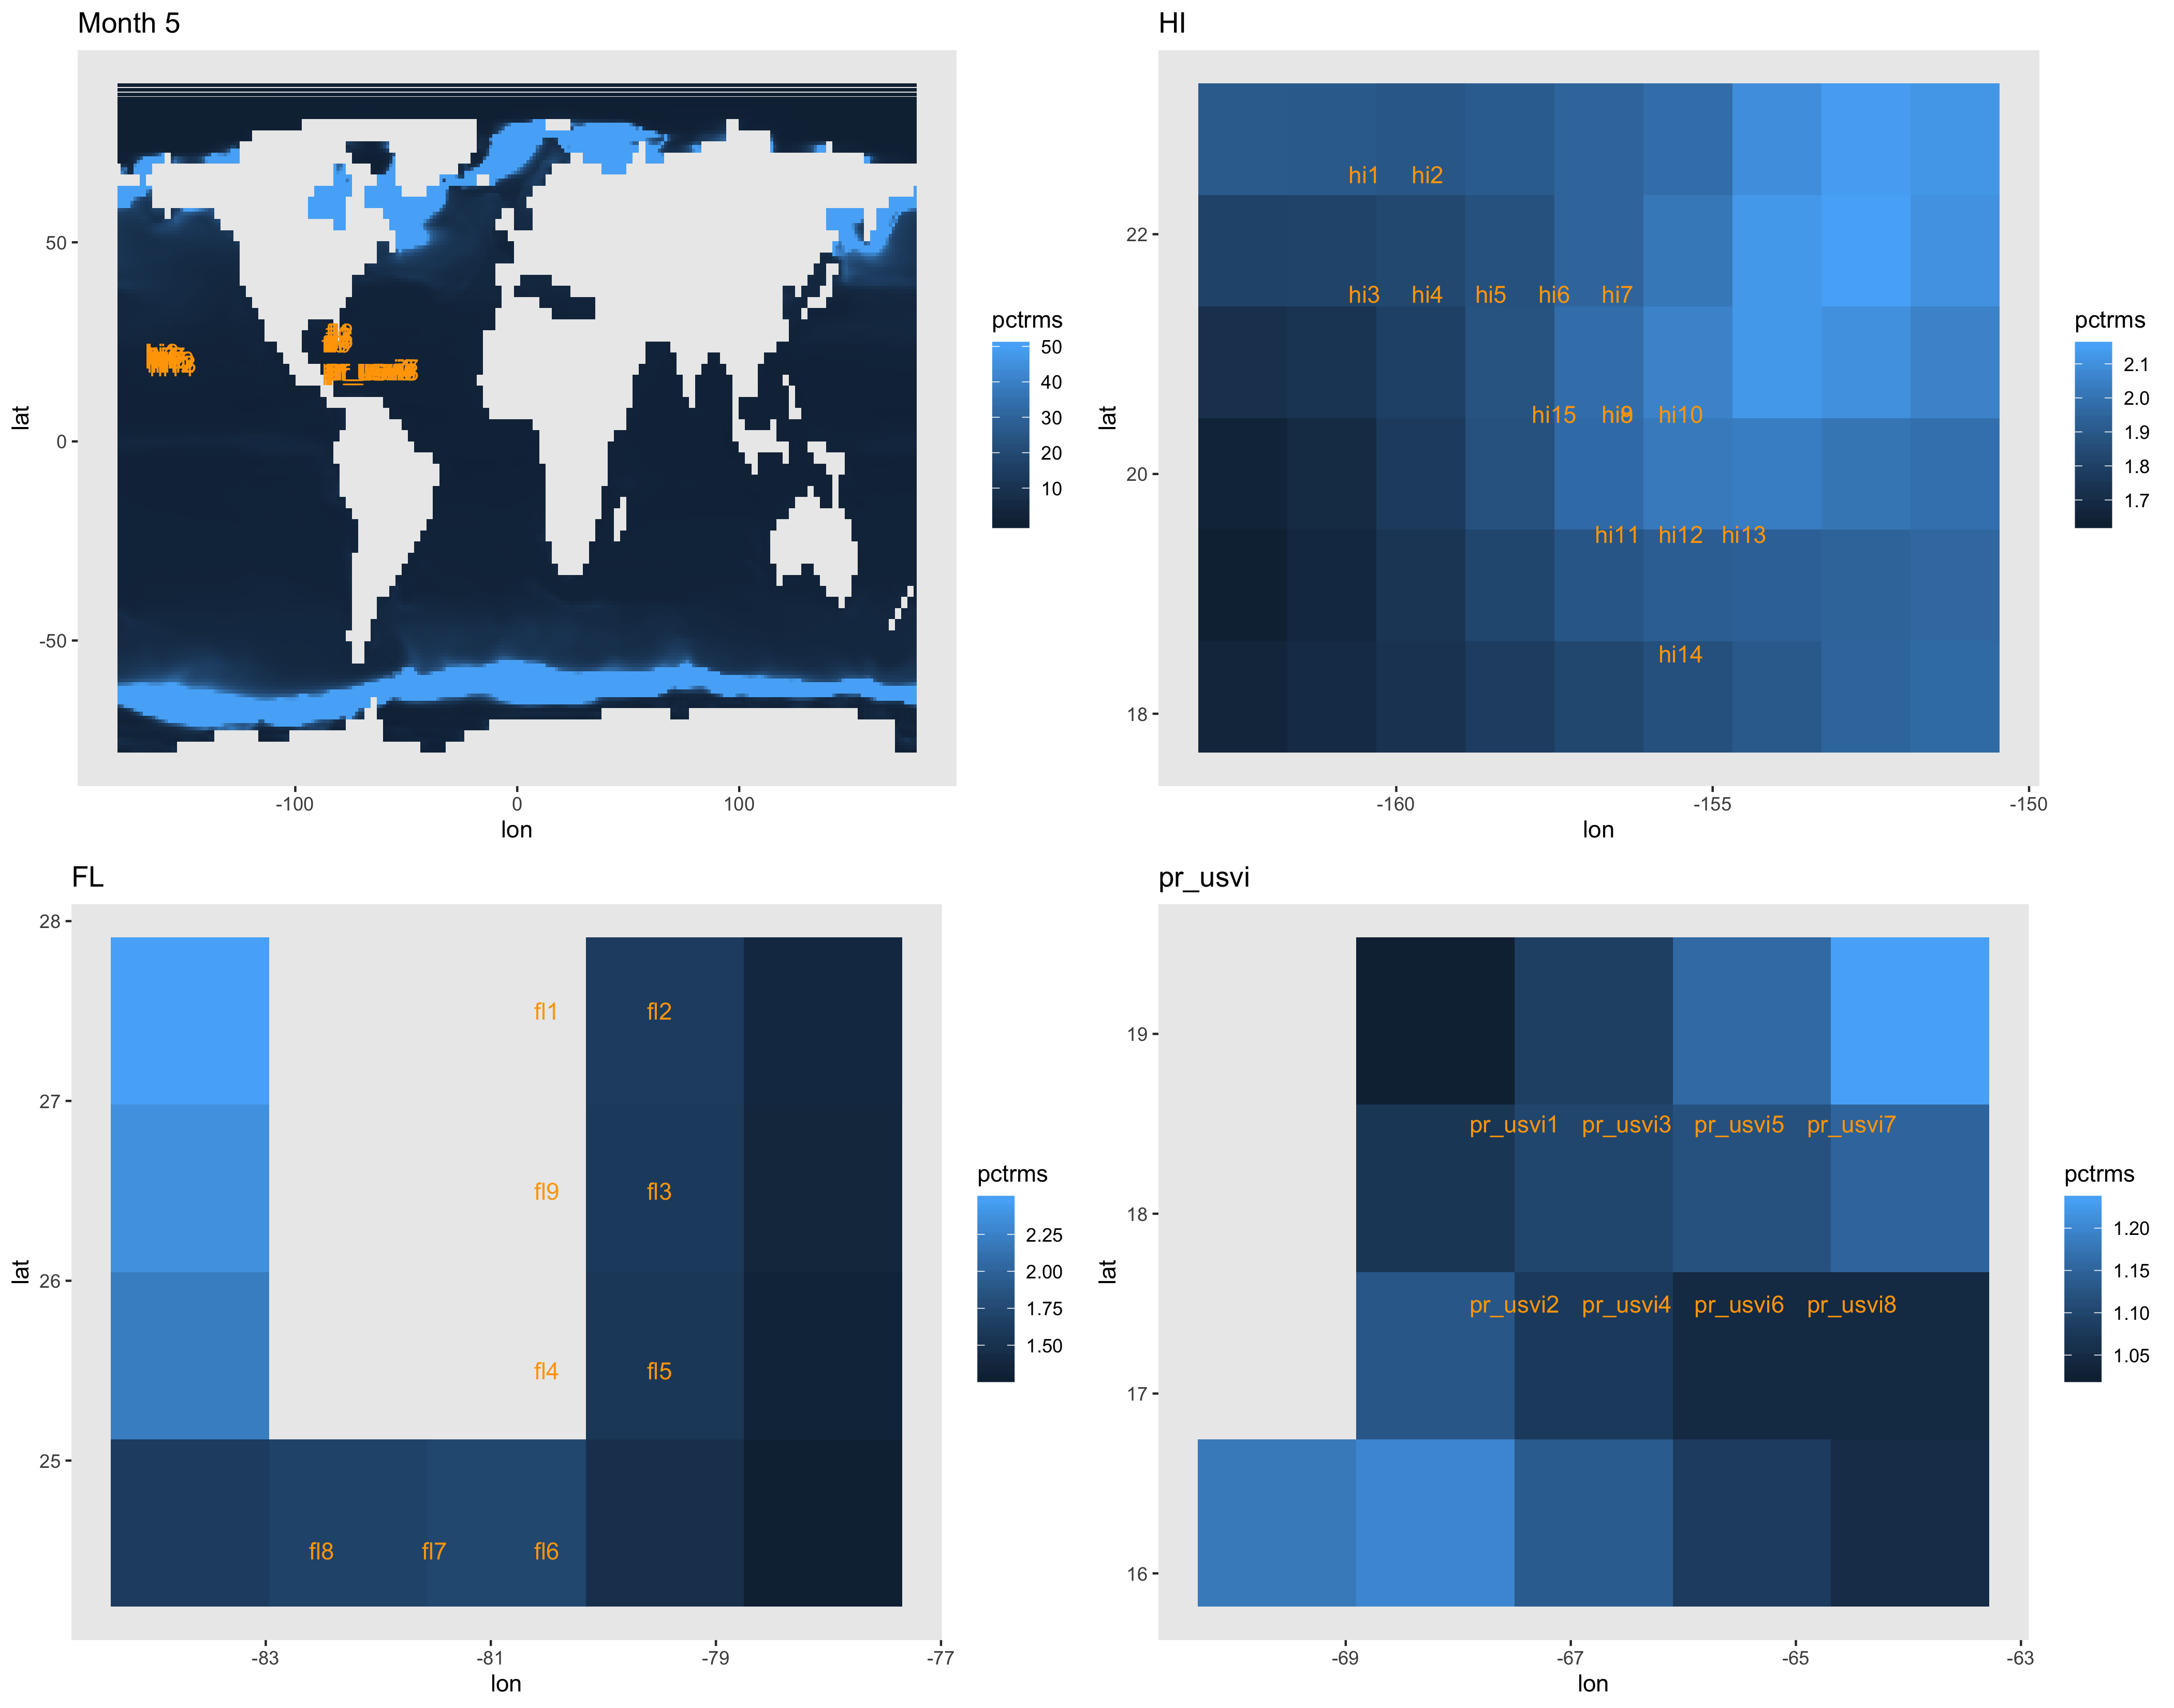 Month 5
lat
50
0
-50
-100
0
100
lon
pctrms
50
40
30
20
10
HI
lat
22
20
18
hi1 hi2
hi3 hi4 hi5 hi6 hi7
hi15 hi10
hi11 hi12 hi13
hi14
-160
-155
-150
lon
pctrms
2.1
2.0
1.9
1.8
1.7
FL
lat
28
27
26
25
fl1 fl2
fl9 fl3
fl4 fl5
fl8 fl7 fl6
-83
-81
-79
-77
lon
pctrms
2.25
2.00
1.75
1.50
pr_usvi
lat
19
18
17
16
pr_usvi1 pr_usvi3 pr_usvi5 pr_usvi7
pr_usvi2 pr_usvi4 pr_usvi6 pr_usvi8
-69
-67
-65
-63
lon
pctrms
1.20
1.15
1.10
1.05